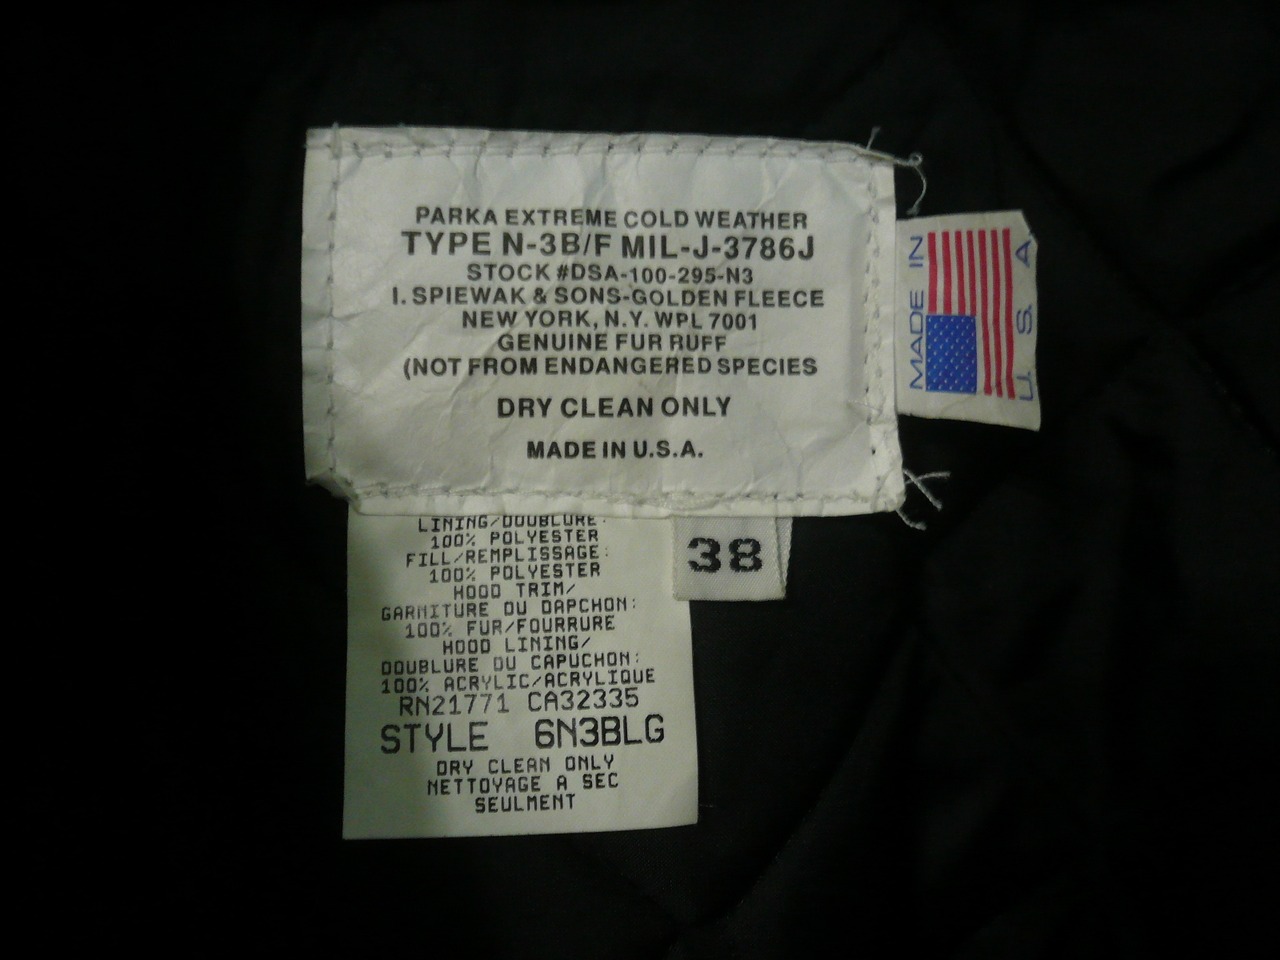 PARKA EXTREME COLD WEATHER
TYPE N-3B/F MIL-J-3786J
STOCK #DSA-100-295-N3
I. SPIEWAK & SONS-GOLDEN FLEECE
NEW YORK, N.Y. WPL 7001
GENUINE FUR RUFF
(NOT FROM ENDANGERED SPECIES
DRY CLEAN ONLY
MADE IN U.S.A.
MADE IN
U. S. A
38
LINING/DOUBLURE:
100% POLYESTER
FILL/REMPLISSAGE:
100% POLYESTER
HOOD TRIM/
GARNITURE DU DAPCHON:
100% FUR/FOURRURE
HOOD LINING/
DOUBLURE DU CAPUCHON:
100% ACRYLIC/ACRYLIQUE
RN21771 CA32335
STYLE 6N3BLG
DRY CLEAN ONLY
NETTOYAGE A SEC
SEULMENT